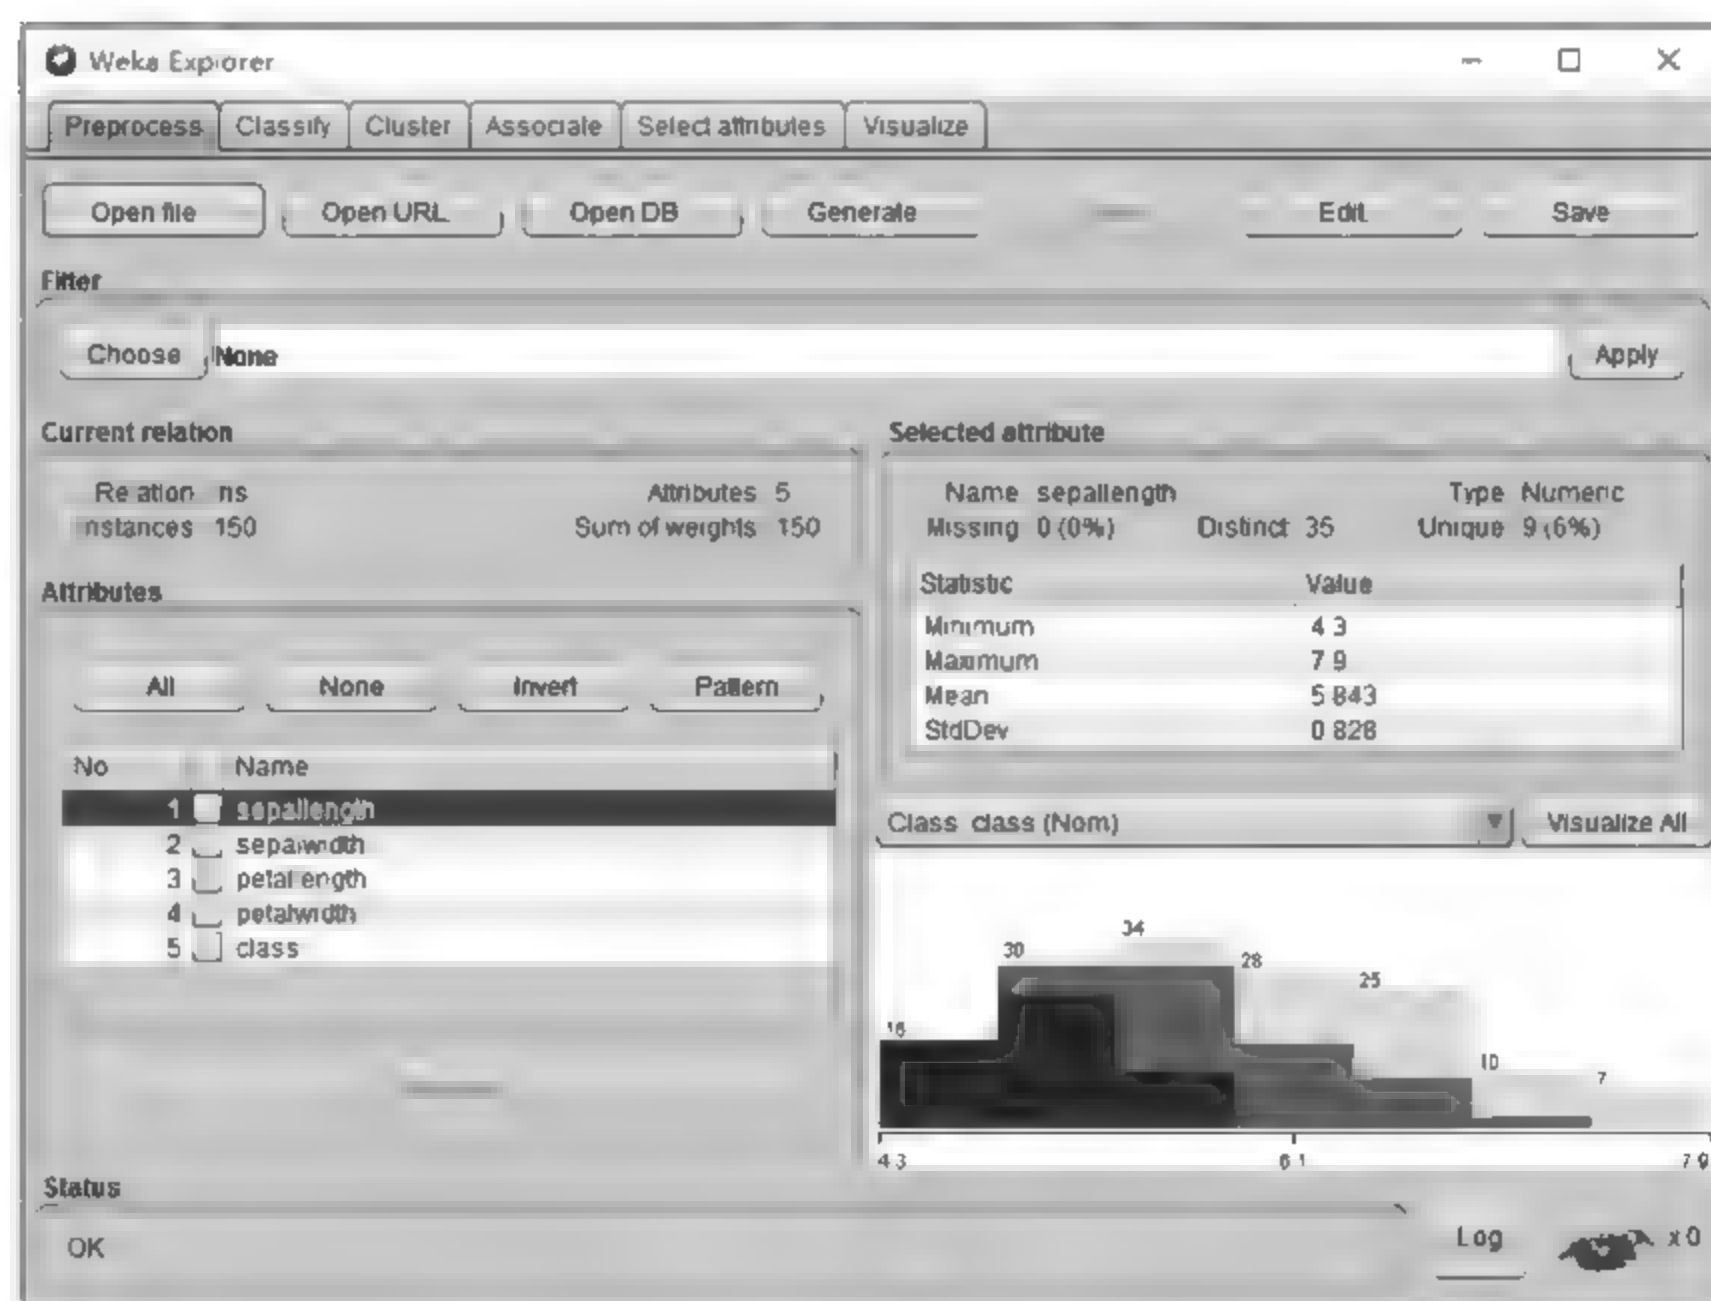 Weka Explorer
Preprocess Classify Cluster Associate Select attributes Visualize
Open file Open URL Open DB Generate Edit Save
Filter
Choose None Apply
Current relation
Relation
Instances 150
Attributes 5
Sum of weights 150
Attributes
All None Invert Pattern
No Name
1 sepallength
2 sepalwidth
3 petallength
4 petalwidth
5 class
Selected attribute
Name sepallength Type Numeric
Missing 0 (0%) Distinct 35 Unique 9 (6%)
Statistic Value
Minimum 4 3
Maximum 7 9
Mean 5 843
StdDev 0 828
Class class (Nom) Visualize All
34
30
28
25
16
10
7
4 3 6 1 7 9
Status
OK
Log x 0